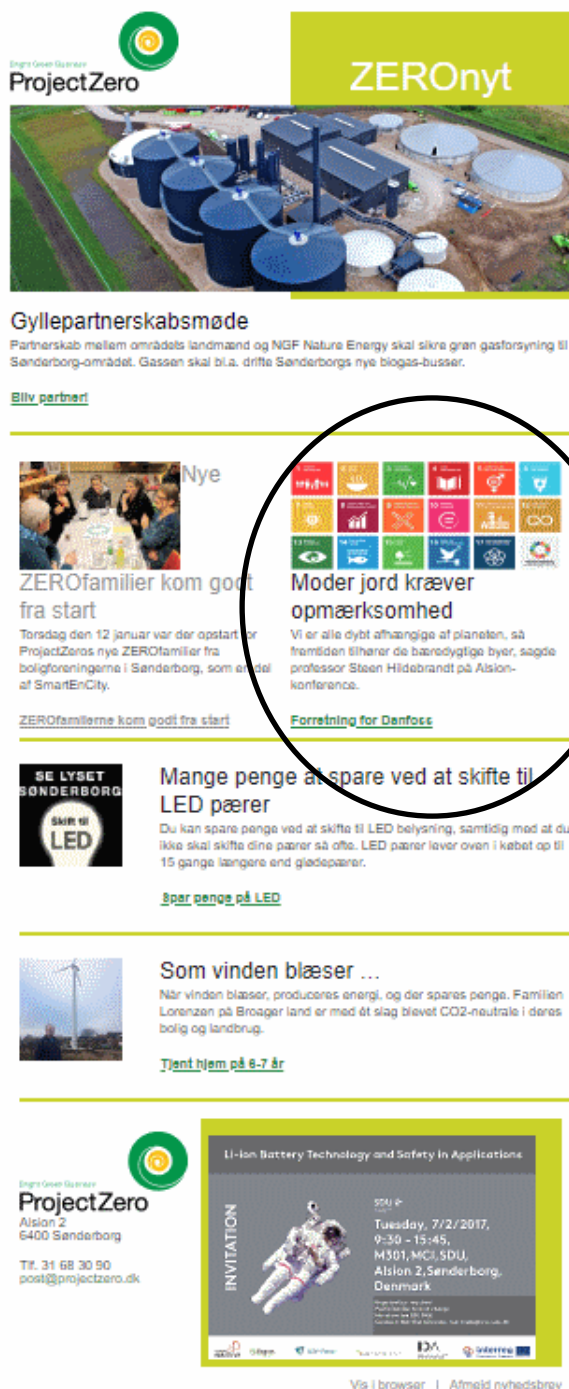 Bright Green Business
ProjectZero
ZEROnyt
Gyllepartnerskabsmøde
Partnerskab mellem områdets landmænd og NGF Nature Energy skal sikre grøn gasforsyning til
Sønderborg-området. Gassen skal bl.a. drifte Sønderborgs nye biogas-busser.
Bliv partner!
Nye
ZEROfamilier kom godt
fra start
Torsdag den 12 januar var der opstart for
ProjectZeros nye ZEROfamilier fra
boligforeningerne i Sønderborg, som en del
af SmartEnCity.
ZEROfamilierne kom godt fra start
Moder jord kræver
opmærksomhed
Vi er alle dybt afhængige af planeten, så
fremtiden tilhører de bæredygtige byer, sagde
professor Steen Hildebrandt på Alsion-
konference.
Forretning for Danfoss
SE LYSET
SØNDERBORG
Skift til
LED
Mange penge at spare ved at skifte til
LED pærer
Du kan spare penge ved at skifte til LED belysning, samtidig med at du
ikke skal skifte dine pærer så ofte. LED pærer lever oven i købet op til
15 gange længere end glødepærer.
Spar penge på LED
Som vinden blæser ...
Når vinden blæser, produceres energi, og der spares penge. Familien
Lorenzen på Broager land er med ét slag blevet CO2-neutrale i deres
bolig og landbrug.
Tjent hjem på 6-7 år
Bright Green Business
ProjectZero
Alsion 2
6400 Sønderborg
Tlf. 31 68 30 90
post@projectzero.dk
Li-ion Battery Technology and Safety in Applications
INVITATION
SDU
Tuesday, 7/2/2017,
9:30 - 15:45,
M301, MCI, SDU,
Alsion 2, Sønderborg,
Denmark
IDA
Interreg
Vis i browser | Afmeld nyhedsbrev